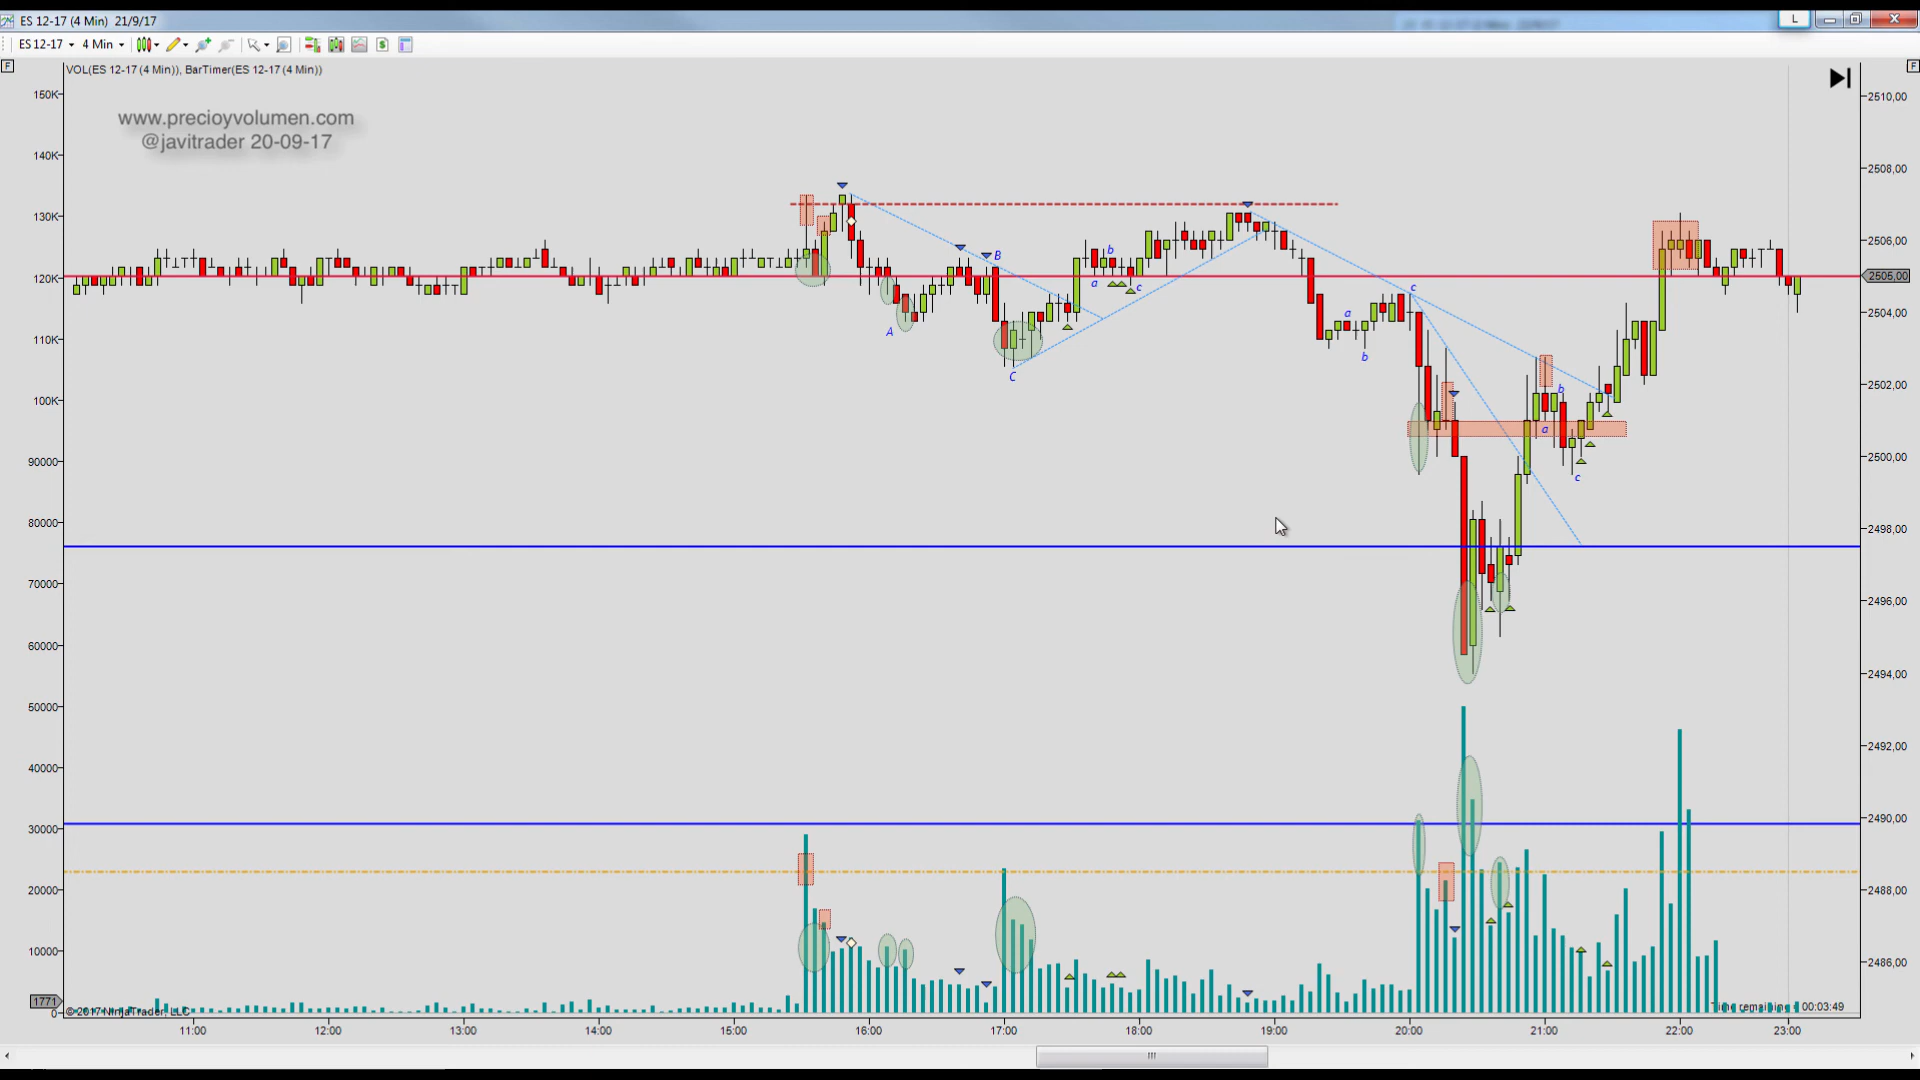 ES 12-17 (4 Min) 21/9/17
L
ES 12-17 4 Min
F
F
VOL(ES 12-17 (4 Min)), BarTimer(ES 12-17 (4 Min))
www.precioyvolumen.com
@javitrader 20-09-17
150K
140K
130K
120K
110K
100K
90000
80000
70000
60000
50000
40000
30000
20000
10000
1771
0
2510,00
2508,00
2506,00
2505,00
2504,00
2502,00
2500,00
2498,00
2496,00
2494,00
2492,00
2490,00
2488,00
2486,00
A
B
C
a
b
c
a
b
c
a
b
c
© 2017 NinjaTrader, LLC
Time remaining = 00:03:49
11:00
12:00
13:00
14:00
15:00
16:00
17:00
18:00
19:00
20:00
21:00
22:00
23:00